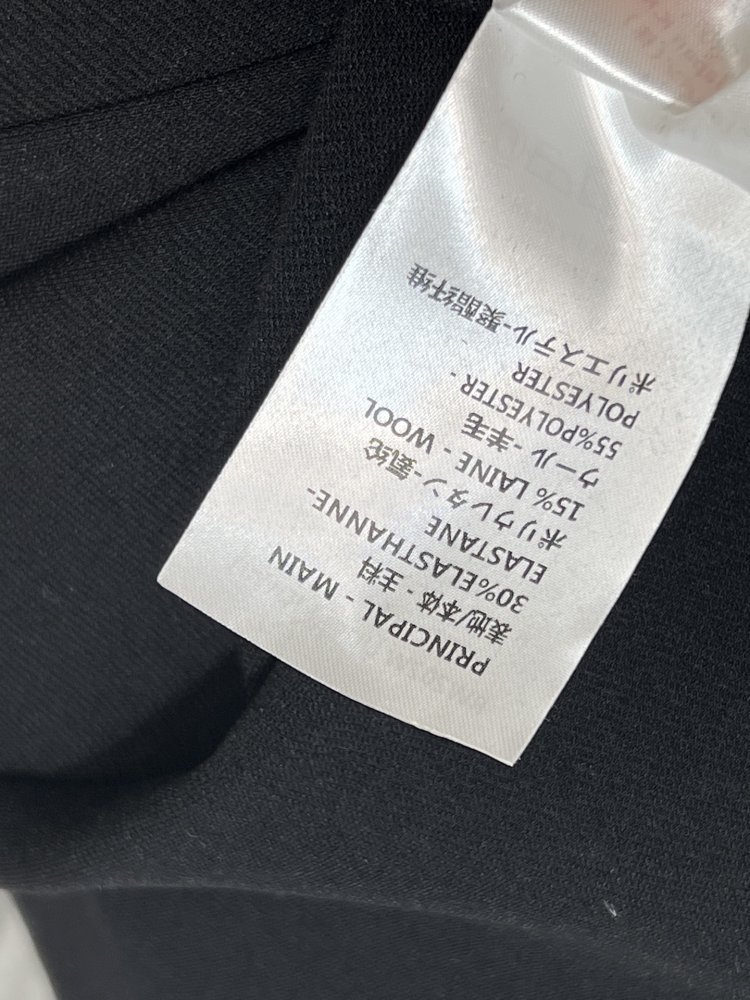 PRINCIPAL - MAIN
表地/本体 - 主料
30%ELASTHANNE-
ELASTANE
ポリウレタン-氨纶
15% LAINE - WOOL
ウール - 羊毛
55%POLYESTER -
POLYESTER
ポリエステル-聚酯纤维